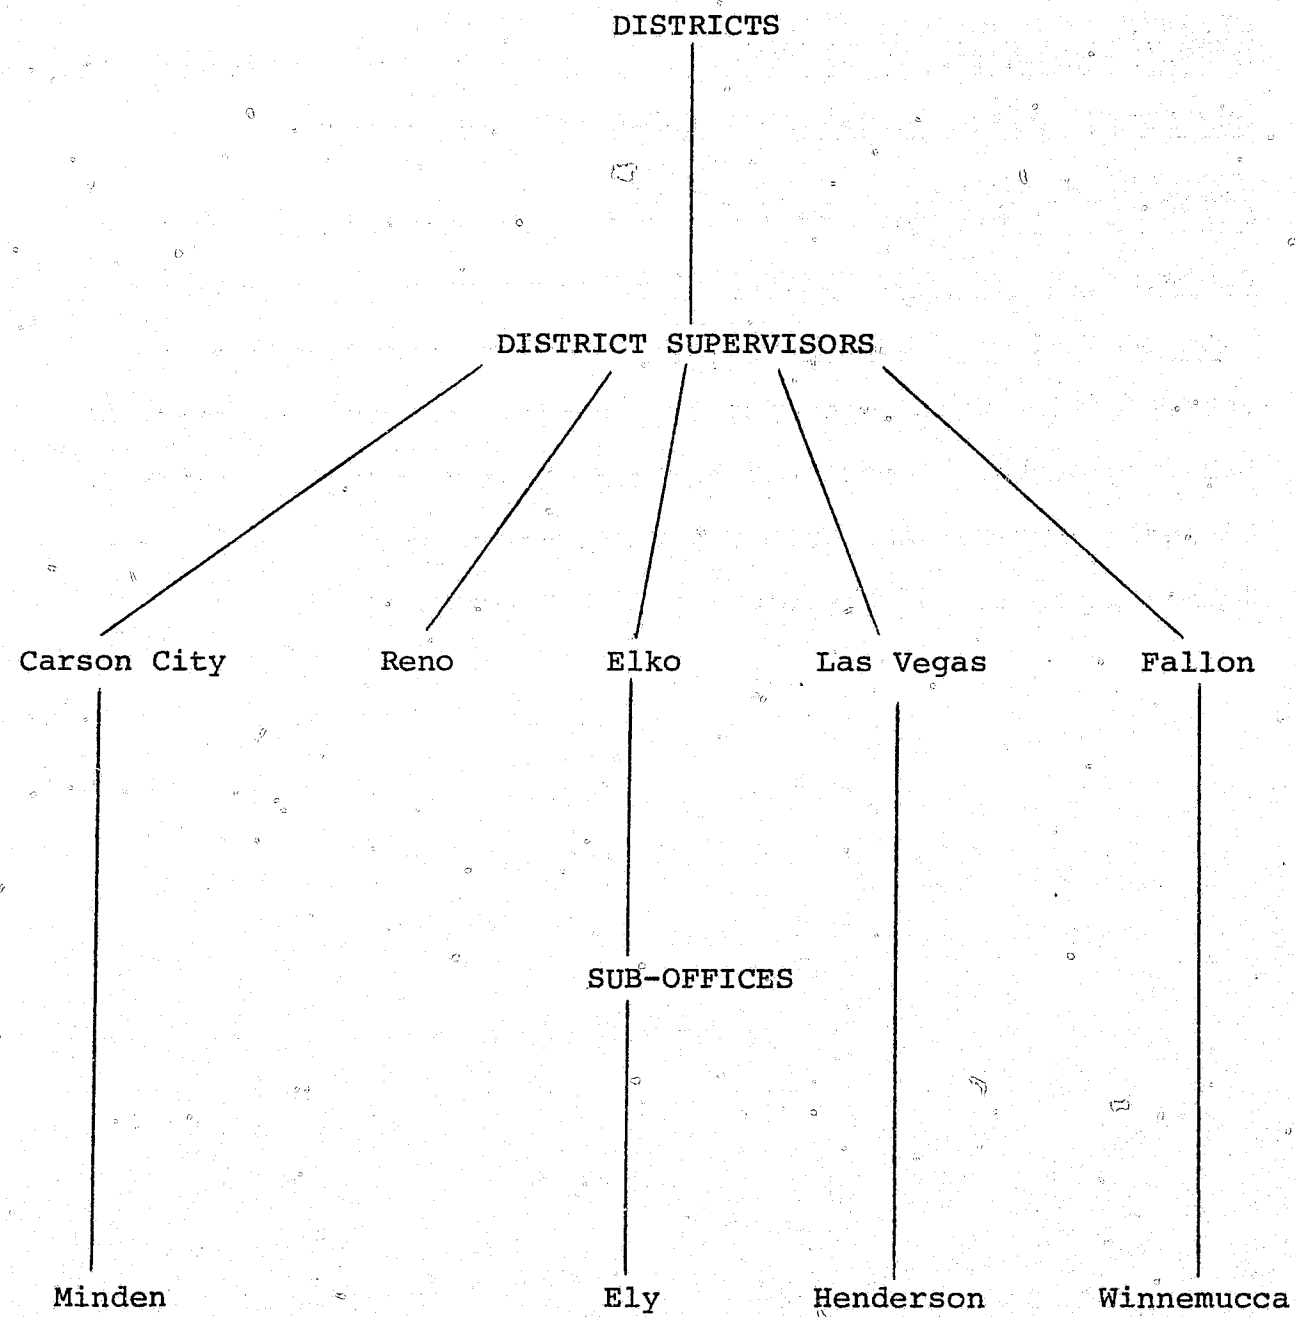 DISTRICTS
DISTRICT SUPERVISORS
Carson City Reno Elko Las Vegas Fallon
SUB-OFFICES
Minden Ely Henderson Winnemucca